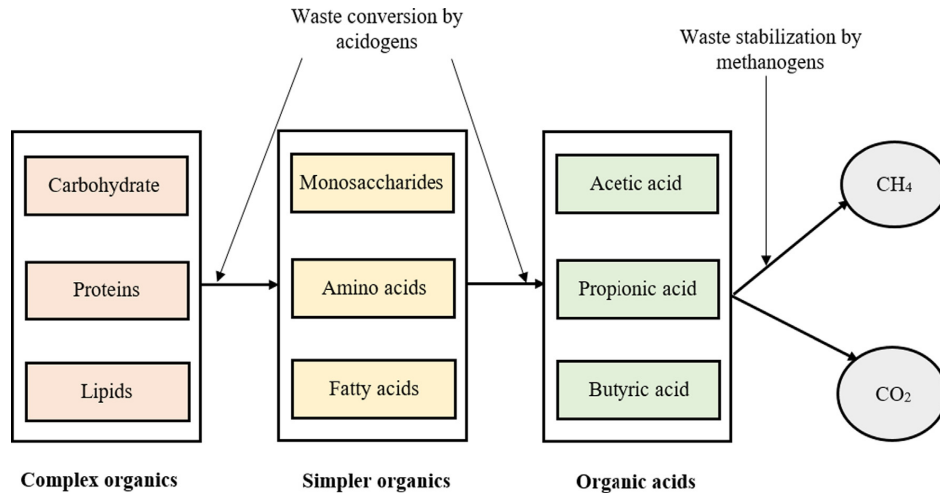 Waste conversion by
acidogens
Waste stabilization by
methanogens
Carbohydrate
Proteins
Lipids
Monosaccharides
Amino acids
Fatty acids
Acetic acid
Propionic acid
Butyric acid
CH₄
CO₂
Complex organics
Simpler organics
Organic acids